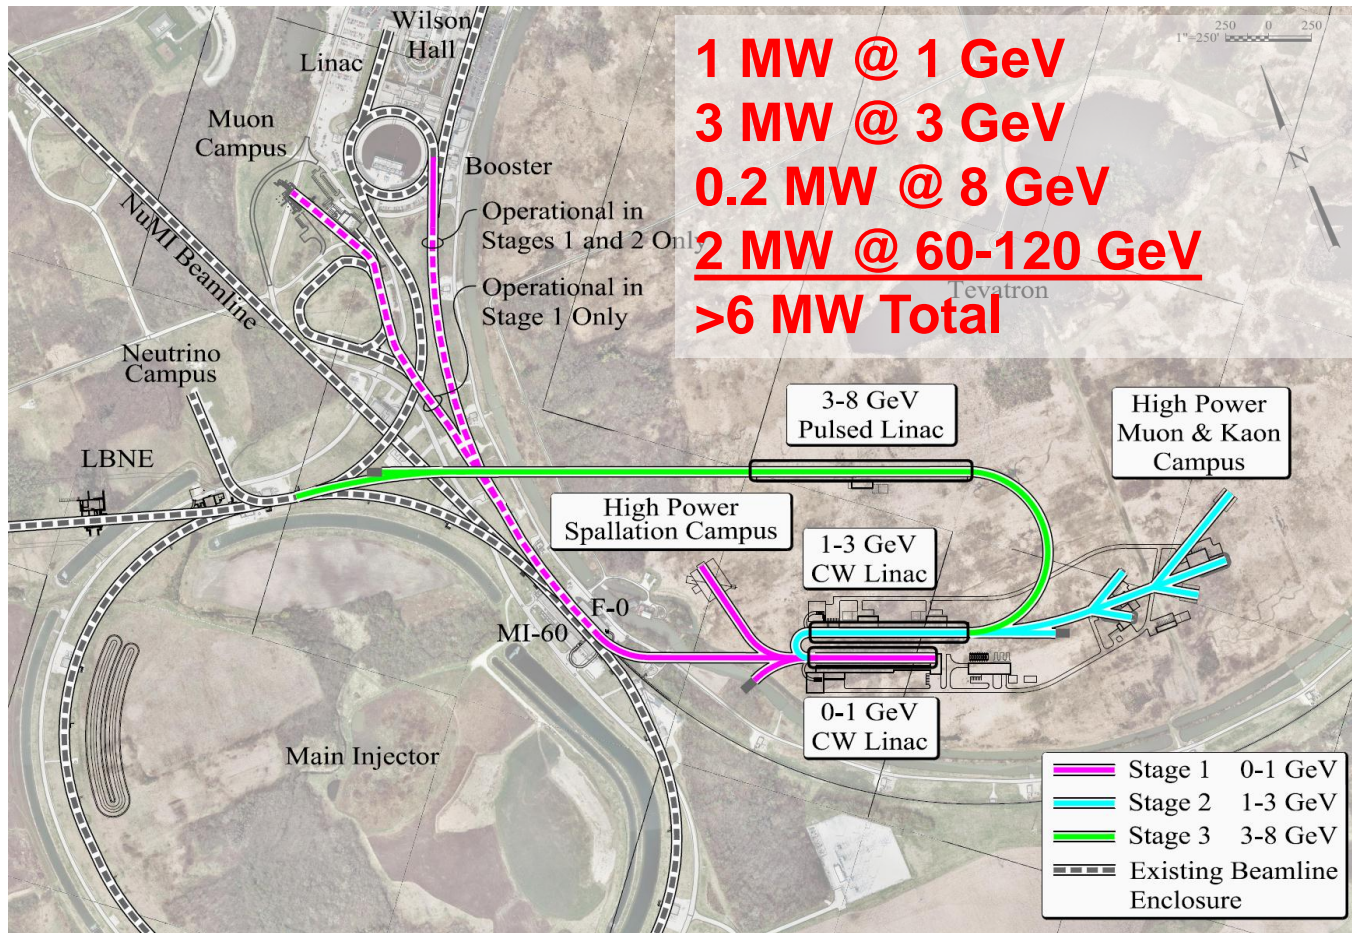 Wilson
Hall
Linac
Muon
Campus
Booster
NuMI Beamline
Operational in
Stages 1 and 2 Only
Operational in
Stage 1 Only
Neutrino
Campus
LBNE
1 MW @ 1 GeV
3 MW @ 3 GeV
0.2 MW @ 8 GeV
2 MW @ 60-120 GeV
>6 MW Total
250 0 250
1"=250'
N
Tevatron
3-8 GeV
Pulsed Linac
High Power
Muon & Kaon
Campus
High Power
Spallation Campus
1-3 GeV
CW Linac
F-0
MI-60
0-1 GeV
CW Linac
Main Injector
Stage 1 0-1 GeV
Stage 2 1-3 GeV
Stage 3 3-8 GeV
Existing Beamline
Enclosure